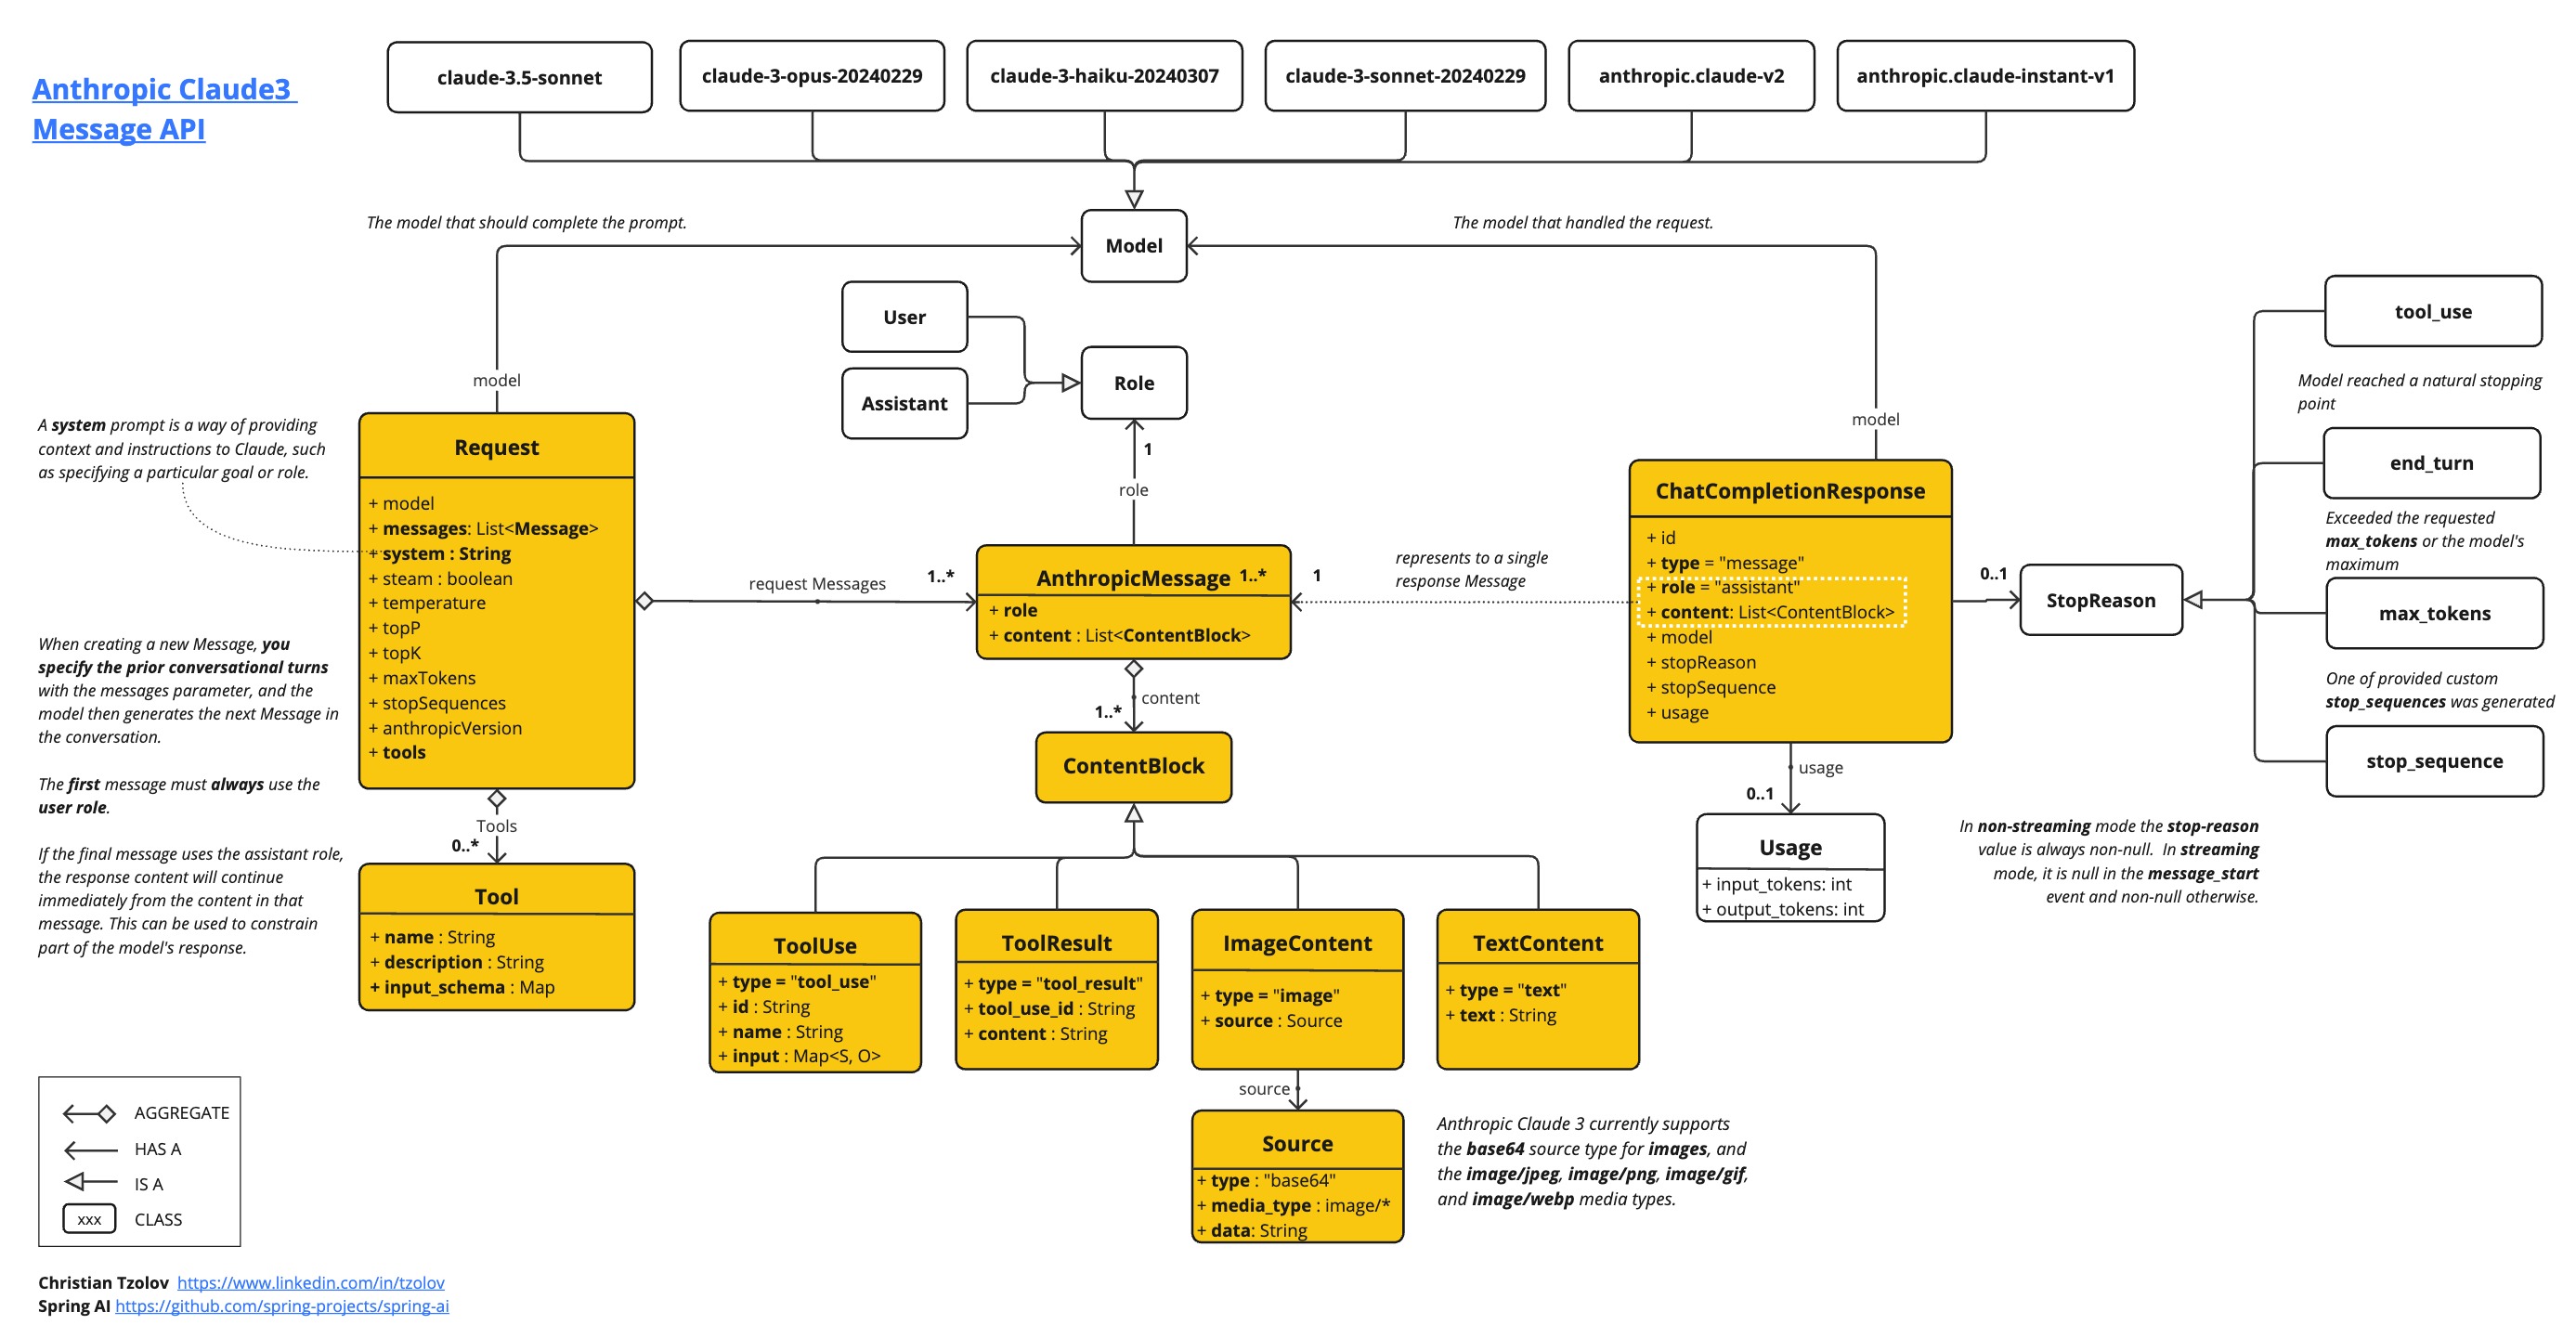 Anthropic Claude3
Message API
claude-3.5-sonnet
claude-3-opus-20240229
claude-3-haiku-20240307
claude-3-sonnet-20240229
anthropic.claude-v2
anthropic.claude-instant-v1
The model that should complete the prompt.
The model that handled the request.
Model
User
Assistant
Role
1
role
model
model
A system prompt is a way of providing
context and instructions to Claude, such
as specifying a particular goal or role.
When creating a new Message, you
specify the prior conversational turns
with the messages parameter, and the
model then generates the next Message in
the conversation.
The first message must always use the
user role.
If the final message uses the assistant role,
the response content will continue
immediately from the content in that
message. This can be used to constrain
part of the model's response.
Request
+ model
+ messages: List<Message>
+ system : String
+ steam : boolean
+ temperature
+ topP
+ topK
+ maxTokens
+ stopSequences
+ anthropicVersion
+ tools
Tools
0..*
Tool
+ name : String
+ description : String
+ input_schema : Map
request Messages
1..*
AnthropicMessage
1..*
+ role
+ content : List<ContentBlock>
1
represents to a single
response Message
content
1..*
ContentBlock
ToolUse
+ type = "tool_use"
+ id : String
+ name : String
+ input : Map<S, O>
ToolResult
+ type = "tool_result"
+ tool_use_id : String
+ content : String
ImageContent
+ type = "image"
+ source : Source
TextContent
+ type = "text"
+ text : String
source
Source
+ type : "base64"
+ media_type : image/*
+ data: String
Anthropic Claude 3 currently supports
the base64 source type for images, and
the image/jpeg, image/png, image/gif,
and image/webp media types.
ChatCompletionResponse
+ id
+ type = "message"
+ role = "assistant"
+ content: List<ContentBlock>
+ model
+ stopReason
+ stopSequence
+ usage
usage
0..1
Usage
+ input_tokens: int
+ output_tokens: int
0..1
StopReason
tool_use
Model reached a natural stopping
point
end_turn
Exceeded the requested
max_tokens or the model's
maximum
max_tokens
One of provided custom
stop_sequences was generated
stop_sequence
In non-streaming mode the stop-reason
value is always non-null. In streaming
mode, it is null in the message_start
event and non-null otherwise.
AGGREGATE
HAS A
IS A
xxx
CLASS
Christian Tzolov https://www.linkedin.com/in/tzolov
Spring AI https://github.com/spring-projects/spring-ai